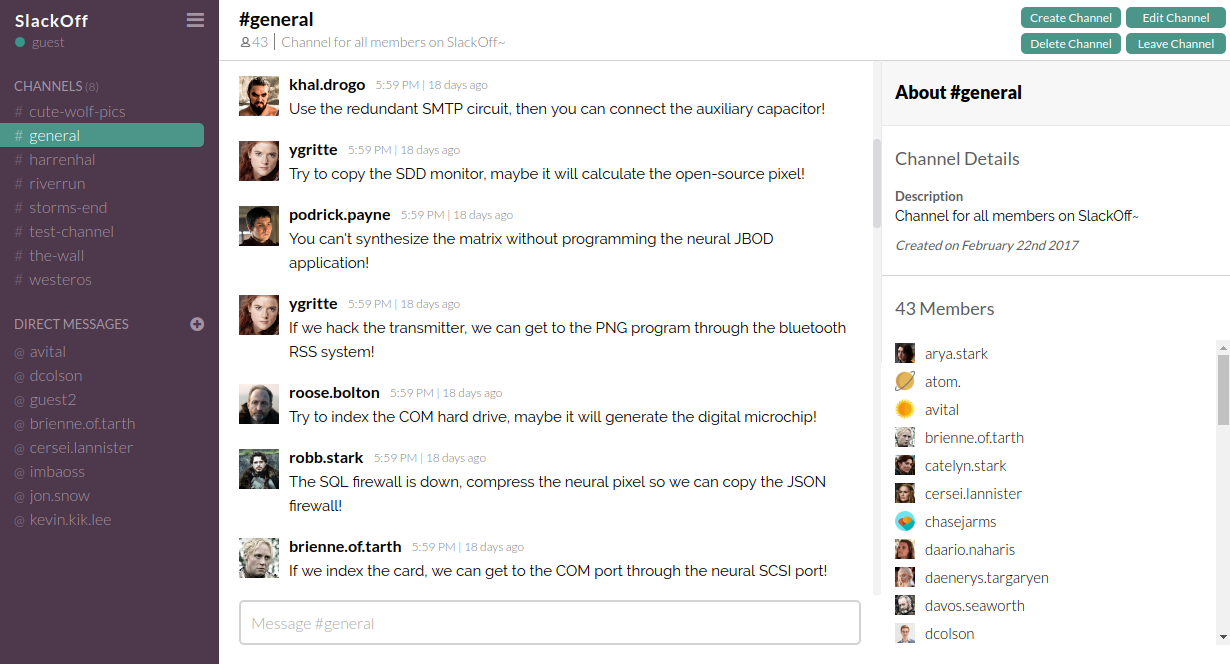 SlackOff
guest
CHANNELS (8)
# cute-wolf-pics
# general
# harrenhal
# riverrun
# storms-end
# test-channel
# the-wall
# westeros
DIRECT MESSAGES
@ avital
@ dcolson
@ guest2
@ brienne.of.tarth
@ cersei.lannister
@ imbaoss
@ jon.snow
@ kevin.kik.lee
#general
43 | Channel for all members on SlackOff~
Create Channel
Edit Channel
Delete Channel
Leave Channel
khal.drogo 5:59 PM | 18 days ago
Use the redundant SMTP circuit, then you can connect the auxiliary capacitor!
ygritte 5:59 PM | 18 days ago
Try to copy the SDD monitor, maybe it will calculate the open-source pixel!
podrick.payne 5:59 PM | 18 days ago
You can't synthesize the matrix without programming the neural JBOD
application!
ygritte 5:59 PM | 18 days ago
If we hack the transmitter, we can get to the PNG program through the bluetooth
RSS system!
roose.bolton 5:59 PM | 18 days ago
Try to index the COM hard drive, maybe it will generate the digital microchip!
robb.stark 5:59 PM | 18 days ago
The SQL firewall is down, compress the neural pixel so we can copy the JSON
firewall!
brienne.of.tarth 5:59 PM | 18 days ago
If we index the card, we can get to the COM port through the neural SCSI port!
Message #general
About #general
Channel Details
Description
Channel for all members on SlackOff~
Created on February 22nd 2017
43 Members
arya.stark
atom.
avital
brienne.of.tarth
catelyn.stark
cersei.lannister
chasejarms
daario.naharis
daenerys.targaryen
davos.seaworth
dcolson